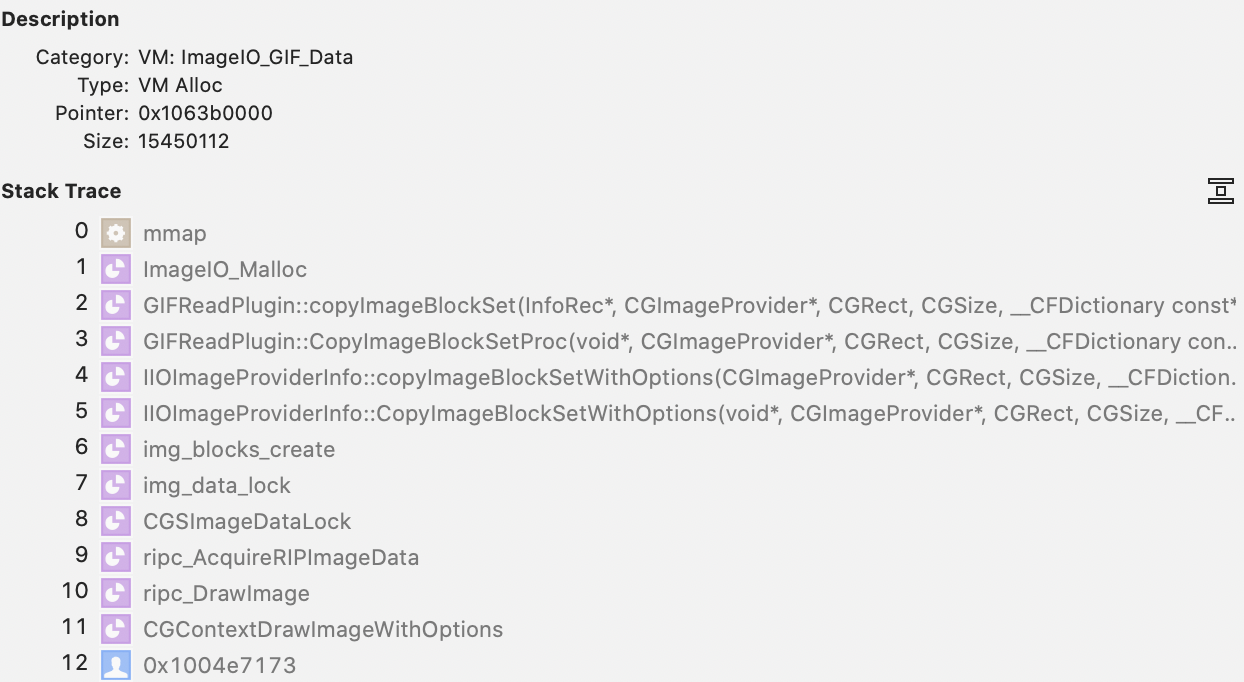 Description
Category: VM: ImageIO_GIF_Data
Type: VM Alloc
Pointer: 0x1063b0000
Size: 15450112
Stack Trace
0 mmap
1 ImageIO_Malloc
2 GIFReadPlugin::copyImageBlockSet(InfoRec*, CGImageProvider*, CGRect, CGSize, __CFDictionary const*
3 GIFReadPlugin::CopyImageBlockSetProc(void*, CGImageProvider*, CGRect, CGSize, __CFDictionary con..
4 IIOImageProviderInfo::copyImageBlockSetWithOptions(CGImageProvider*, CGRect, CGSize, __CFDiction.
5 IIOImageProviderInfo::CopyImageBlockSetWithOptions(void*, CGImageProvider*, CGRect, CGSize, __CF..
6 img_blocks_create
7 img_data_lock
8 CGSImageDataLock
9 ripc_AcquireRIPImageData
10 ripc_DrawImage
11 CGContextDrawImageWithOptions
12 0x1004e7173